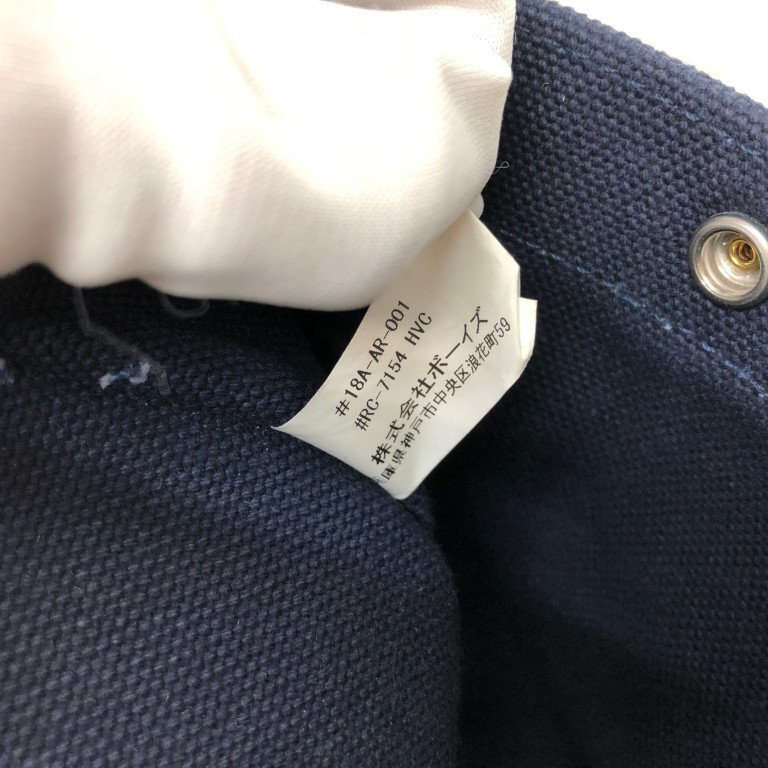 #18A-AR-001
#RC-7154 HVC
株式会社ボーイズ
庫県神戸市中央区浪花町59